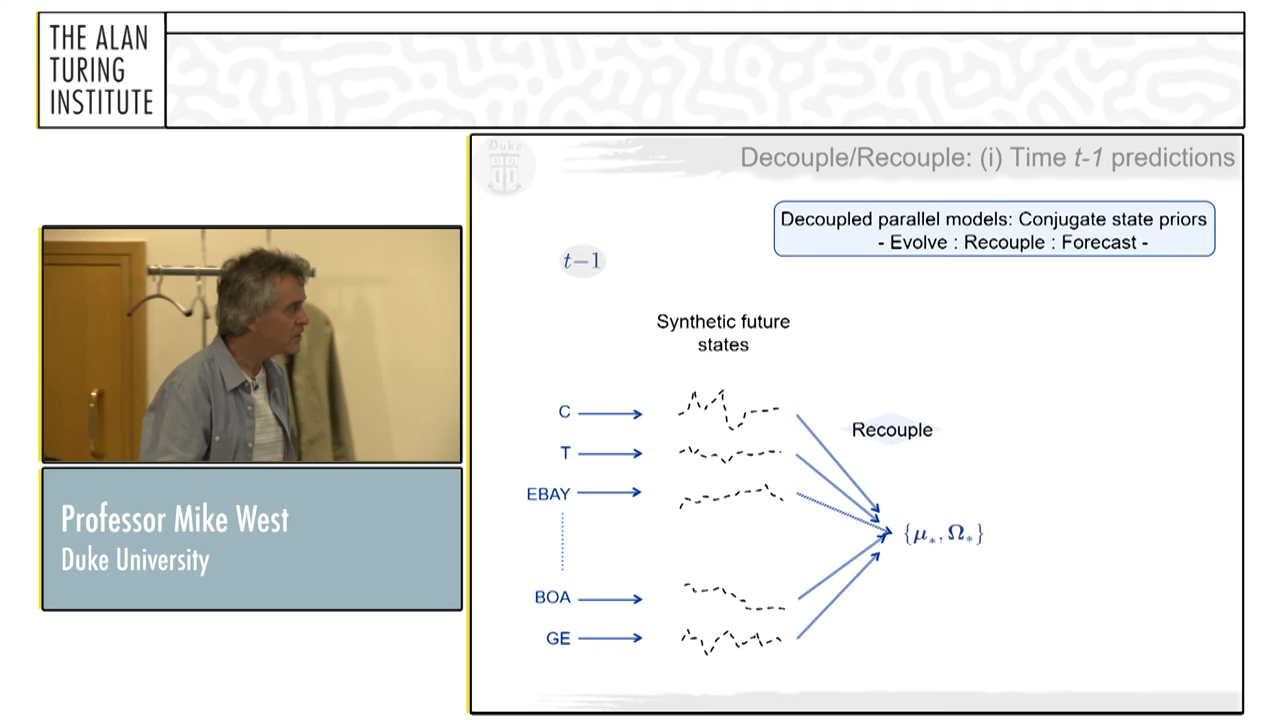 THE ALAN
TURING
INSTITUTE
Duke
Decouple/Recouple: (i) Time t-1 predictions
Decoupled parallel models: Conjugate state priors
- Evolve : Recouple : Forecast -
t−1
Synthetic future
states
C
T
EBAY
BOA
GE
Recouple
{μ*, Ω*}
Professor Mike West
Duke University